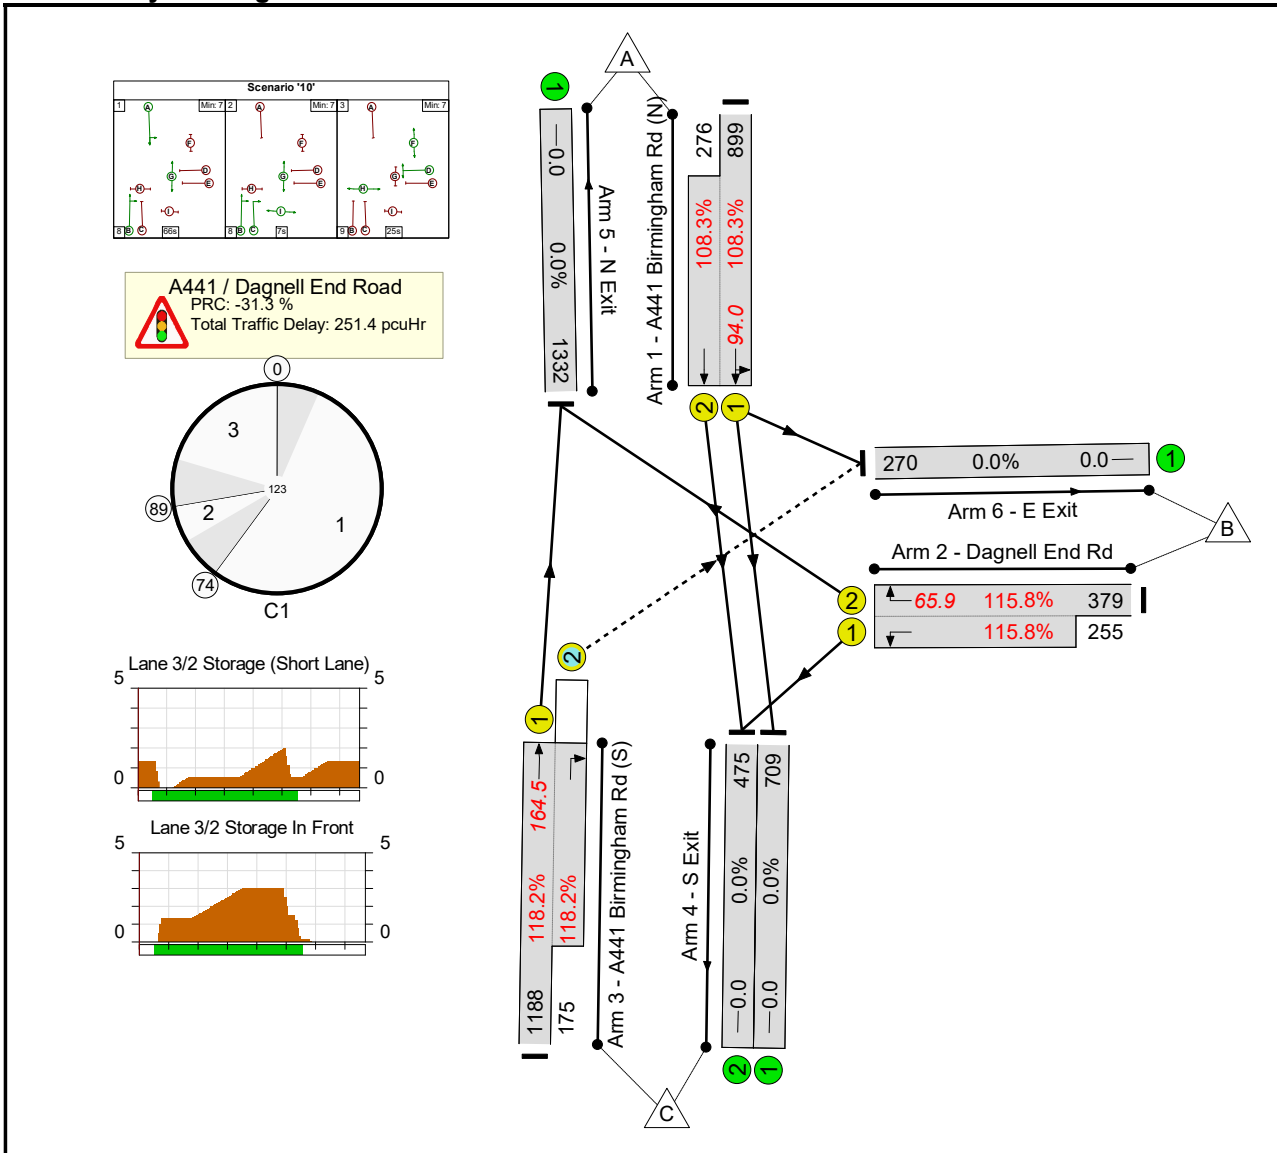 Scenario '10'
1
A
Min: 7
2
A
Min: 7
3
A
Min: 7
F
F
F
G
D
E
G
D
E
G
D
E
H
H
H
I
I
I
8
B
C
66s
8
B
C
7s
9
B
C
25s
A441 / Dagnell End Road
PRC: -31.3 %
Total Traffic Delay: 251.4 pcuHr
0
3
123
89
2
1
74
C1
Lane 3/2 Storage (Short Lane)
5
5
0
0
Lane 3/2 Storage In Front
5
5
0
0
A
1
0.0
0.0%
1332
Arm 5 - N Exit
Arm 1 - A441 Birmingham Rd (N)
276
899
108.3%
108.3%
94.0
2
1
270
0.0%
0.0
1
Arm 6 - E Exit
B
Arm 2 - Dagnell End Rd
2
65.9
115.8%
379
1
115.8%
255
2
1
164.5
118.2%
118.2%
1188
175
Arm 3 - A441 Birmingham Rd (S)
Arm 4 - S Exit
475
709
0.0%
0.0%
0.0
0.0
2
1
C